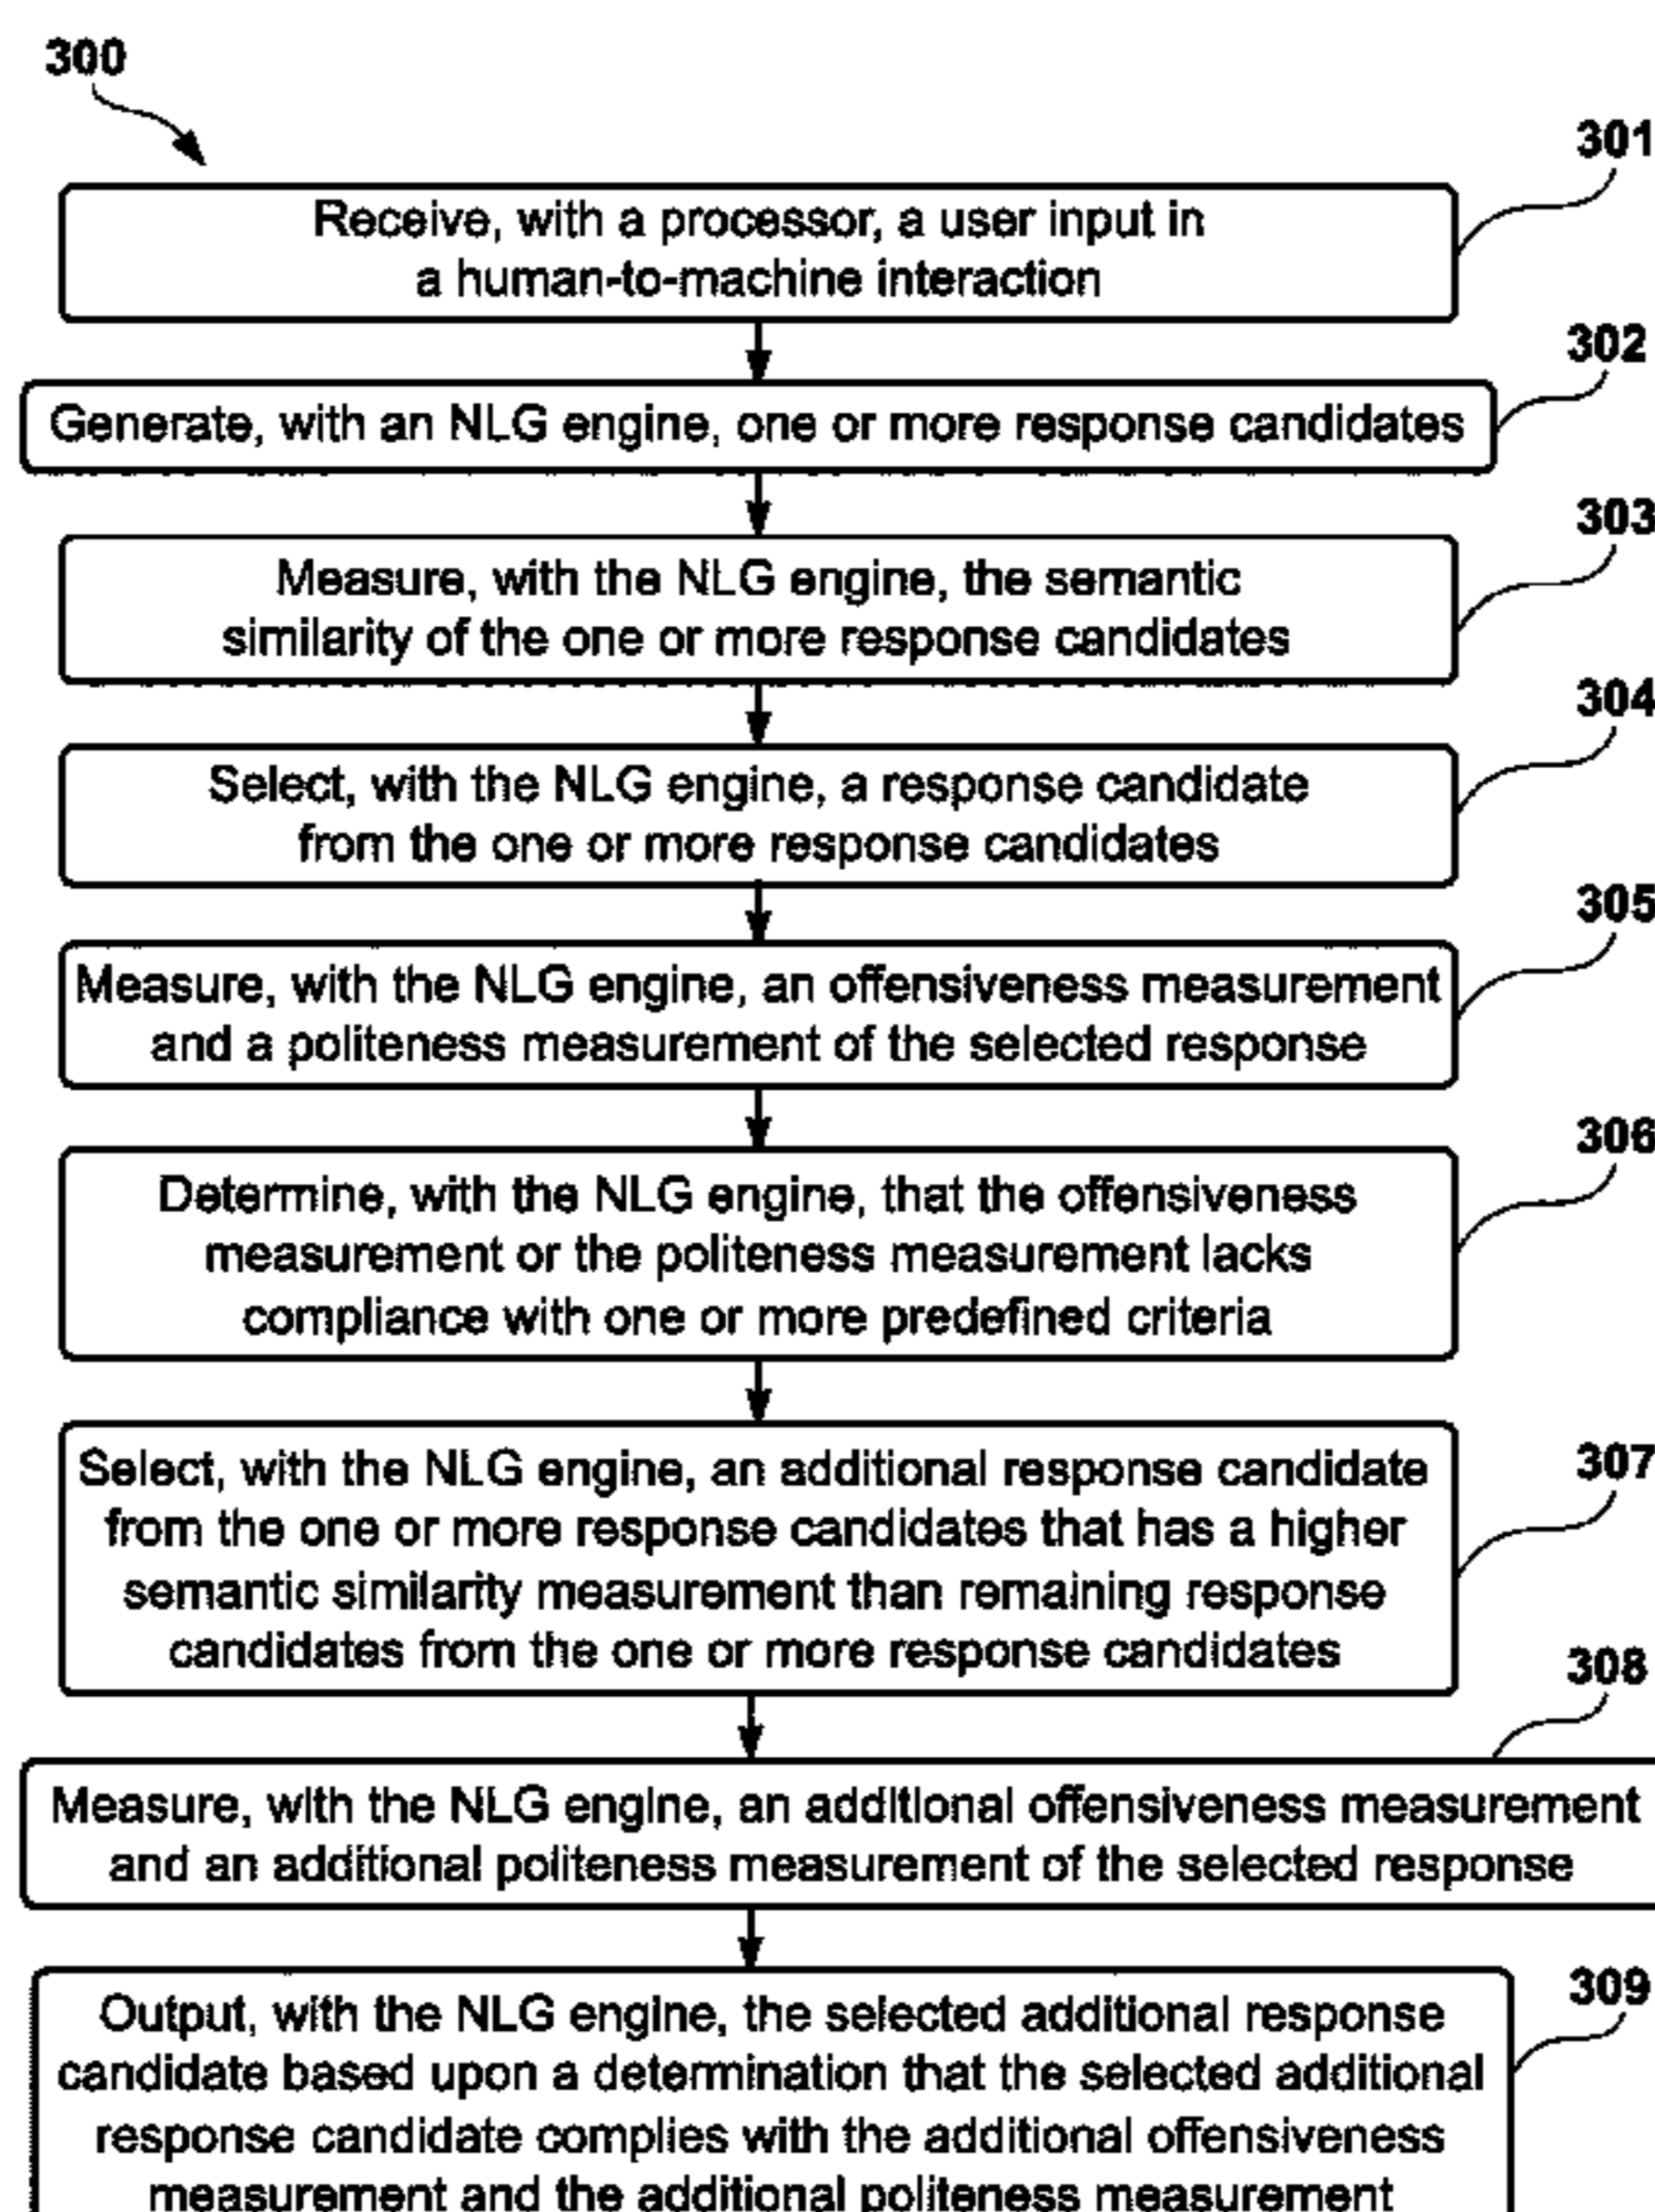 300
301
Receive, with a processor, a user input in
a human-to-machine interaction
302
Generate, with an NLG engine, one or more response candidates
303
Measure, with the NLG engine, the semantic
similarity of the one or more response candidates
304
Select, with the NLG engine, a response candidate
from the one or more response candidates
305
Measure, with the NLG engine, an offensiveness measurement
and a politeness measurement of the selected response
306
Determine, with the NLG engine, that the offensiveness
measurement or the politeness measurement lacks
compliance with one or more predefined criteria
307
Select, with the NLG engine, an additional response candidate
from the one or more response candidates that has a higher
semantic similarity measurement than remaining response
candidates from the one or more response candidates
308
Measure, with the NLG engine, an additional offensiveness measurement
and an additional politeness measurement of the selected response
309
Output, with the NLG engine, the selected additional response
candidate based upon a determination that the selected additional
response candidate complies with the additional offensiveness
measurement and the additional politeness measurement